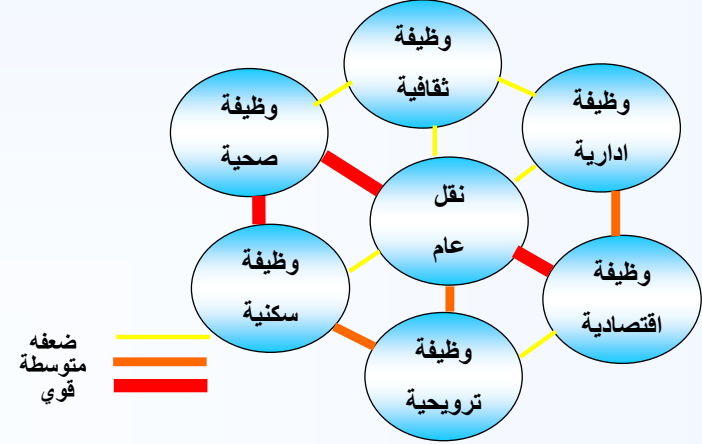 وظيفة
ثقافية
وظيفة
ادارية
وظيفة
صحية
نقل
عام
وظيفة
اقتصادية
وظيفة
سكنية
وظيفة
ترويحية
ضعفه
متوسطة
قوي